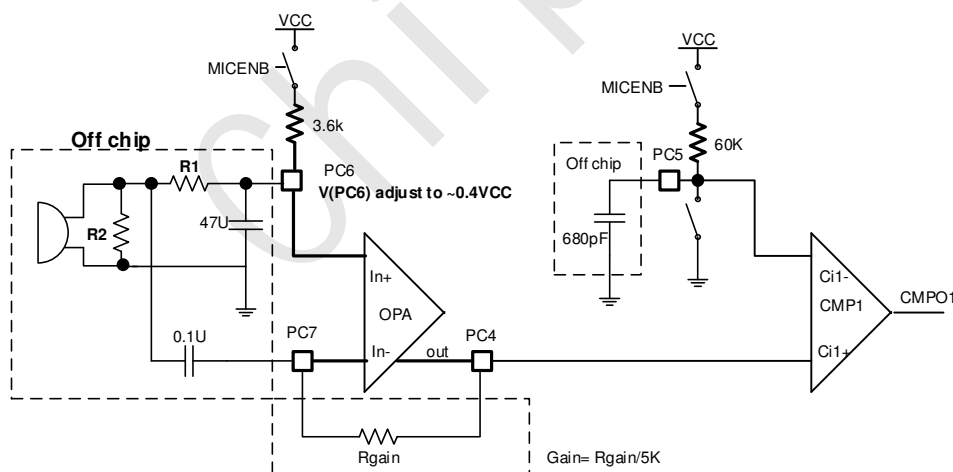 VCC
MICENB
3.6k
Off chip
R1
PC6
V(PC6) adjust to ~0.4VCC
R2
47U
In+
OPA
In-
out
PC7
PC4
0.1U
Rgain
Gain= Rgain/5K
VCC
MICENB
60K
Off chip
PC5
680pF
Ci1-
CMP1
Ci1+
CMPO1